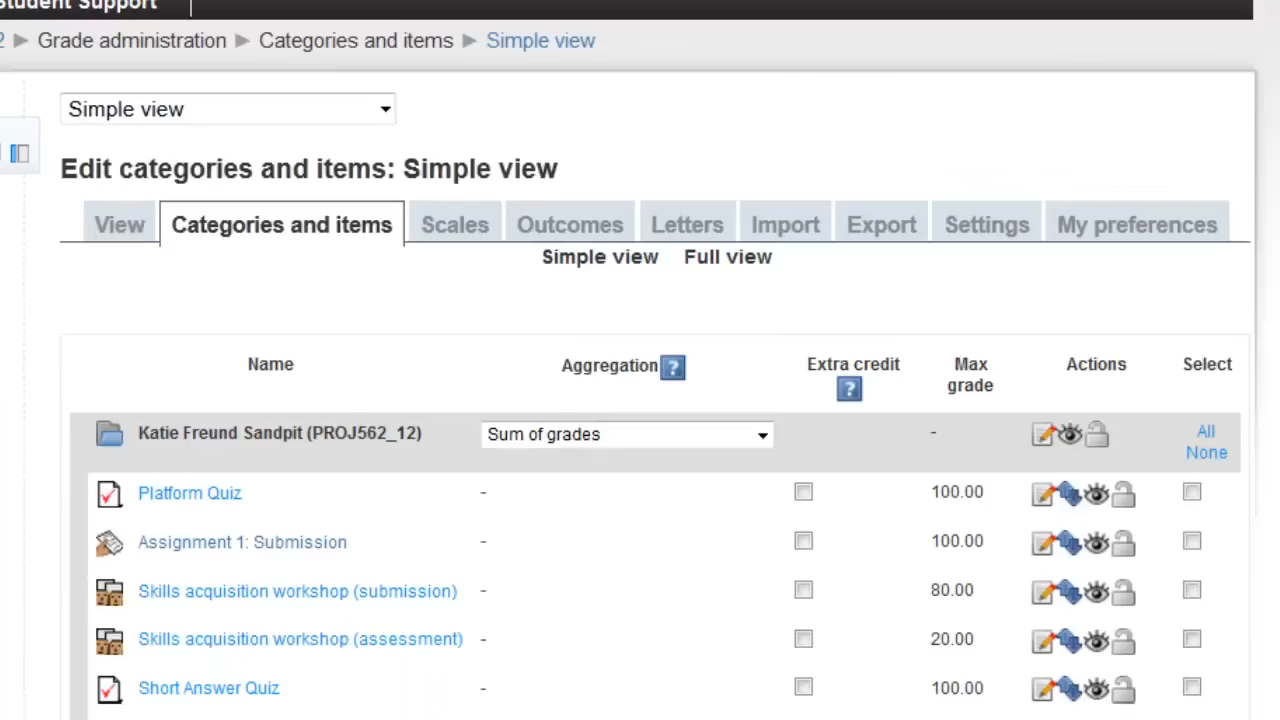 Student Support
2 ▶ Grade administration ▶ Categories and items ▶ Simple view
Simple view
Edit categories and items: Simple view
View Categories and items Scales Outcomes Letters Import Export Settings My preferences
Simple view Full view
Name Aggregation ? Extra credit ? Max grade Actions Select
Katie Freund Sandpit (PROJ562_12) Sum of grades - All None
Platform Quiz - 100.00
Assignment 1: Submission - 100.00
Skills acquisition workshop (submission) - 80.00
Skills acquisition workshop (assessment) - 20.00
Short Answer Quiz - 100.00